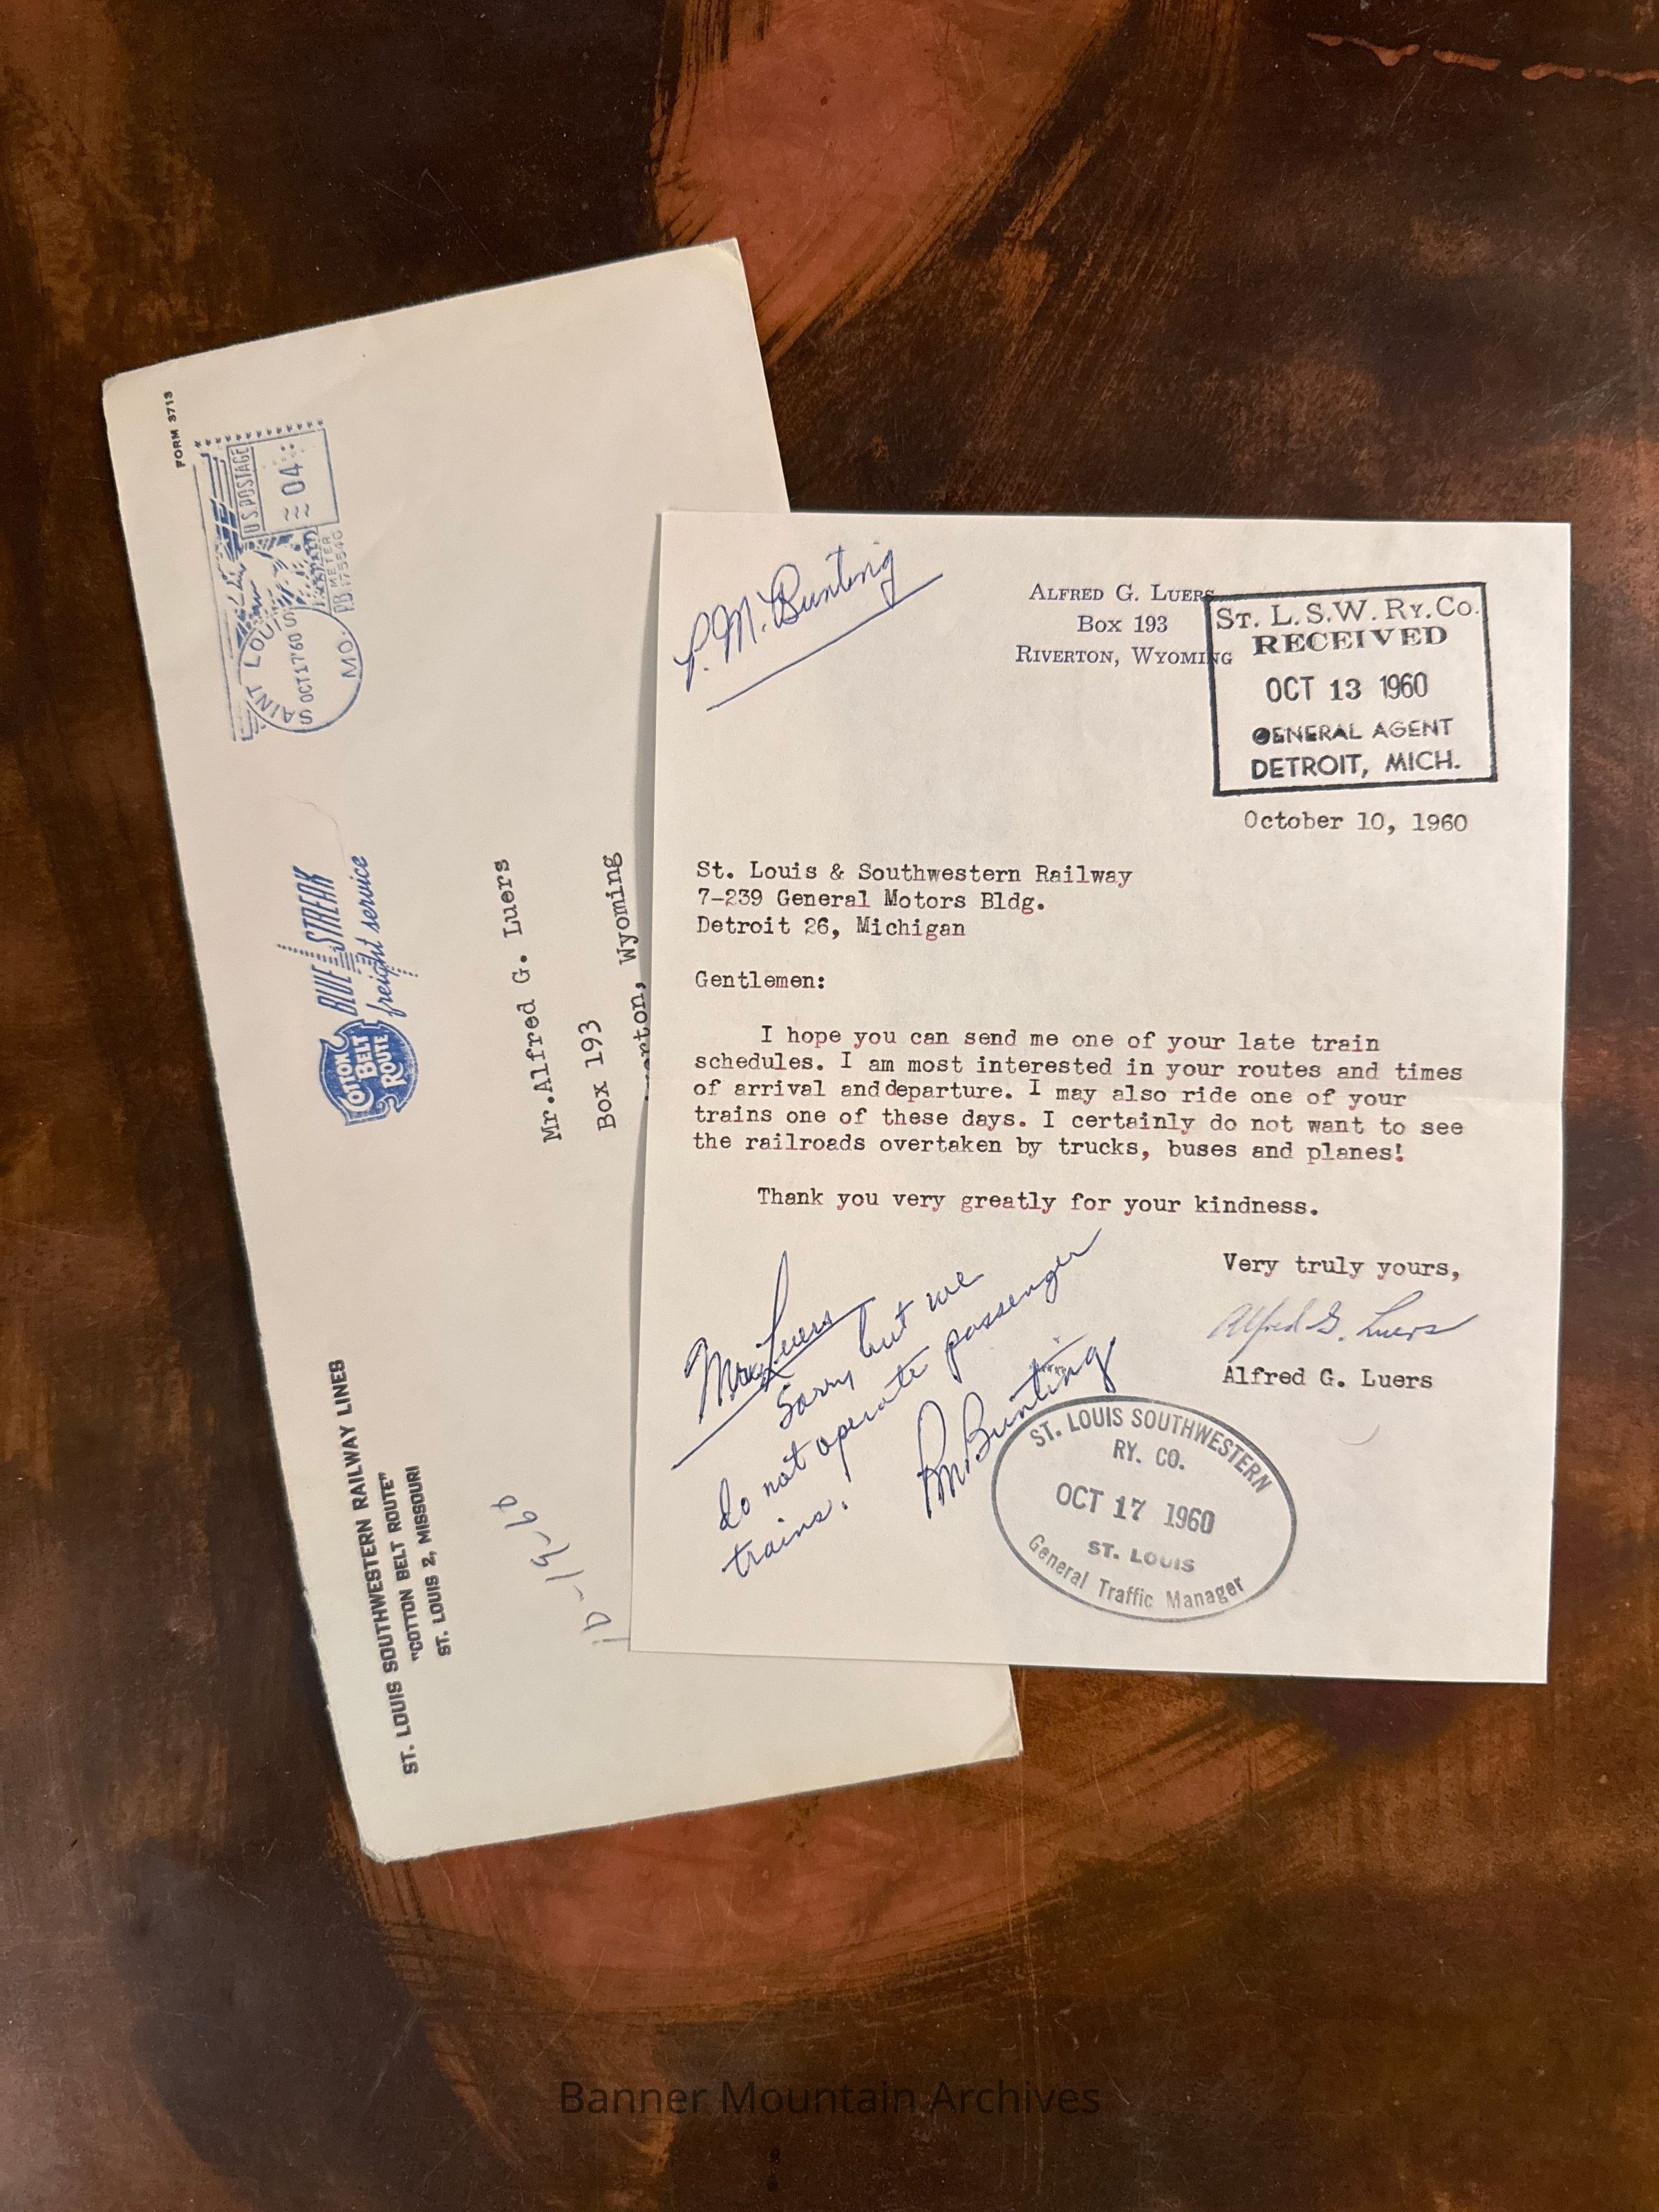 FORM 3713
U.S. POSTAGE
04
PB METER
SAINT LOUIS
OCT 17 '60
MO.
COTTON
BELT
ROUTE
BLUE STREAK
freight service
Mr.Alfred G. Luers
Box 193
erton, Wyoming
ST. LOUIS SOUTHWESTERN RAILWAY LINES
"COTTON BELT ROUTE"
ST. LOUIS 2, MISSOURI
10-19-60
P. M. Bunting
ALFRED G. LUERS
BOX 193
RIVERTON, WYOMING
ST. L.S.W. RY. CO.
RECEIVED
OCT 13 1960
GENERAL AGENT
DETROIT, MICH.
October 10, 1960
St. Louis & Southwestern Railway
7-239 General Motors Bldg.
Detroit 26, Michigan
Gentlemen:
I hope you can send me one of your late train
schedules. I am most interested in your routes and times
of arrival and departure. I may also ride one of your
trains one of these days. I certainly do not want to see
the railroads overtaken by trucks, buses and planes!
Thank you very greatly for your kindness.
Very truly yours,
Alfred G. Luers
Alfred G. Luers
Mr. Luers
Sorry but we
do not operate passenger
trains!
PM Bunting
ST. LOUIS SOUTHWESTERN
RY. CO.
OCT 17 1960
ST. LOUIS
General Traffic Manager
Banner Mountain Archives